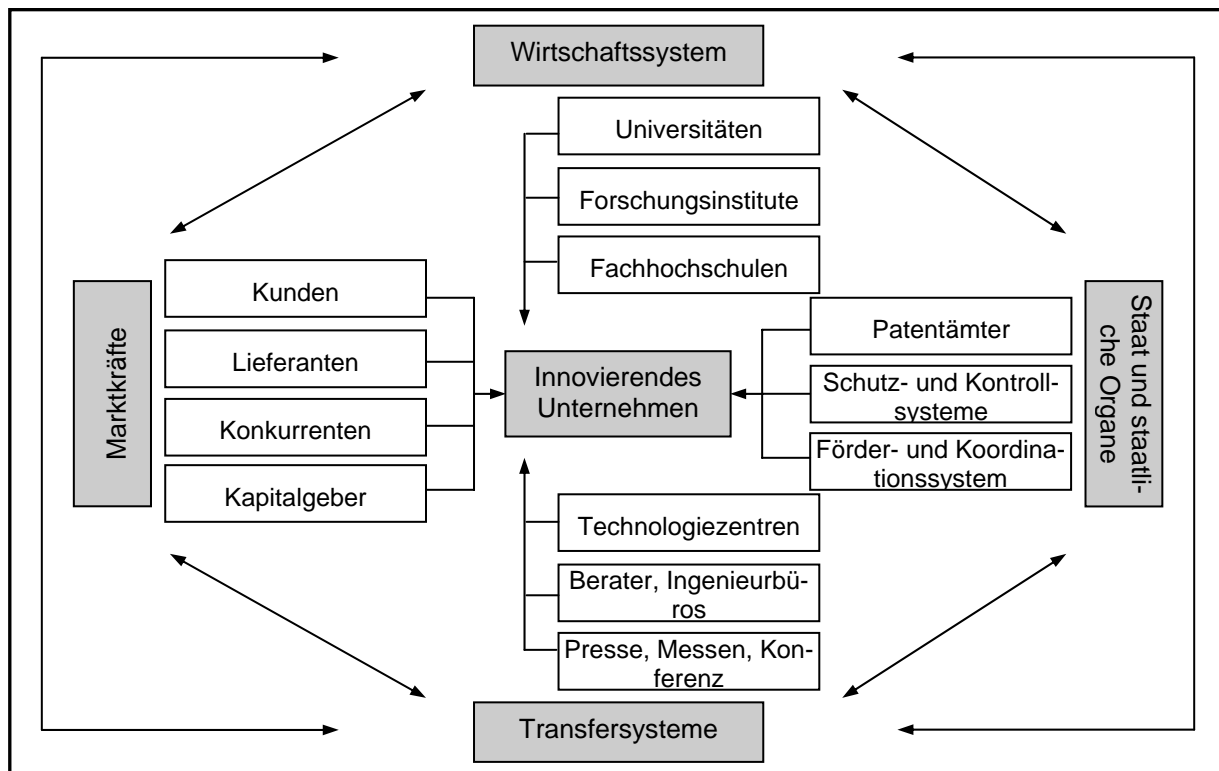 Wirtschaftssystem
Universitäten
Forschungsinstitute
Fachhochschulen
Marktkräfte
Kunden
Lieferanten
Konkurrenten
Kapitalgeber
Innovierendes
Unternehmen
Patentämter
Schutz- und Kontroll-
systeme
Förder- und Koordina-
tionssystem
Staat und staatli-
che Organe
Technologiezentren
Berater, Ingenieurbü-
ros
Presse, Messen, Kon-
ferenz
Transfersysteme